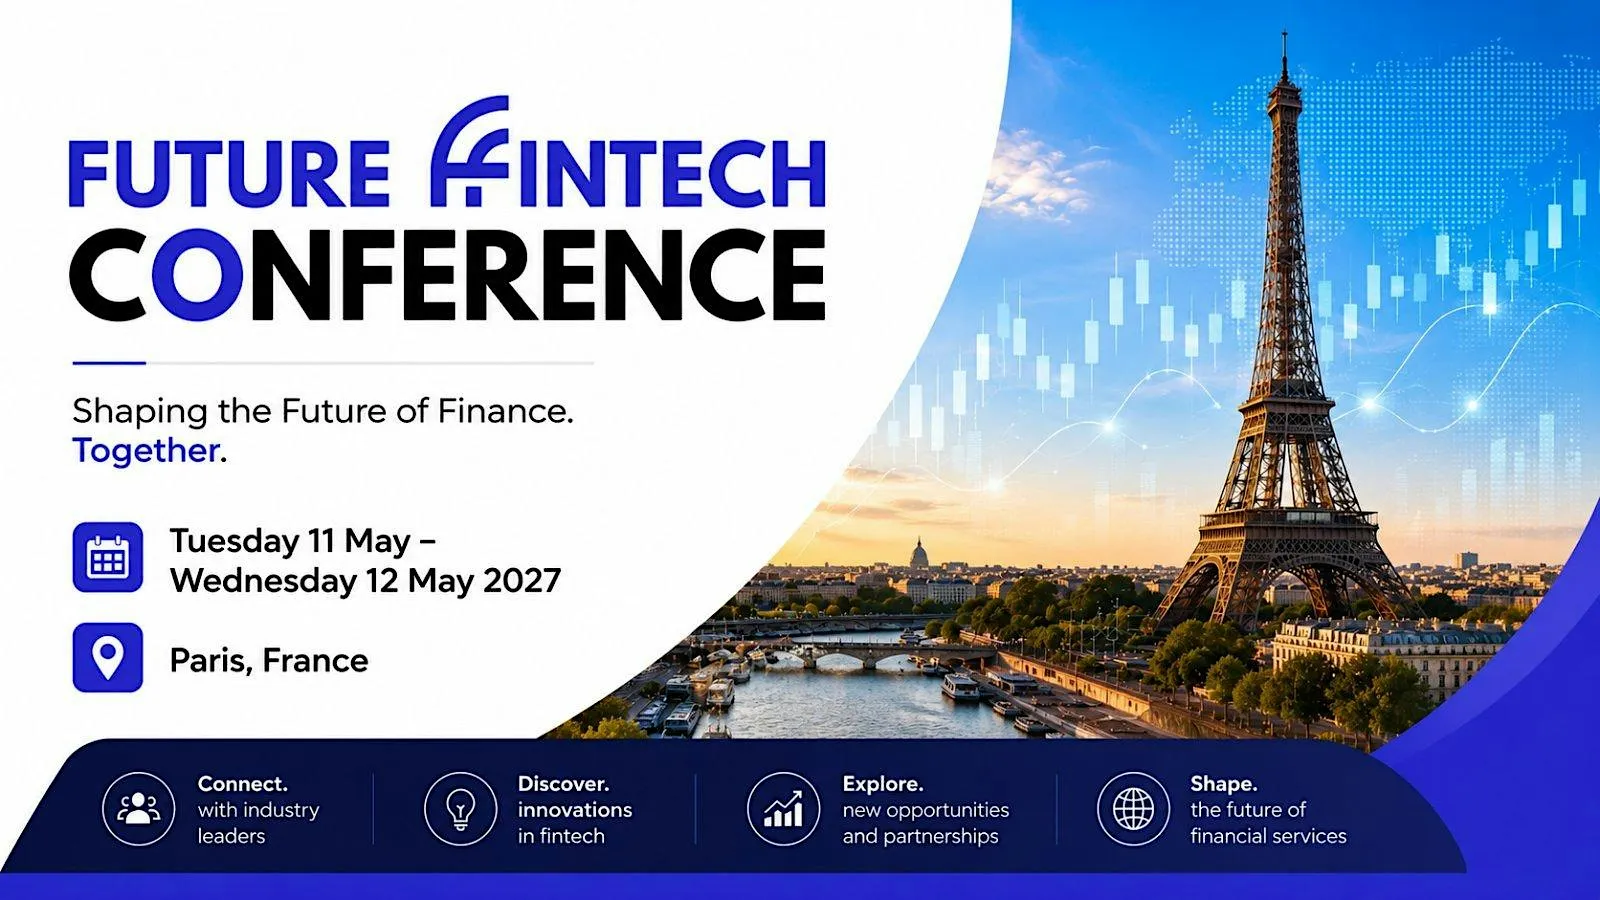 FUTURE FINTECH
CONFERENCE
Shaping the Future of Finance.
Together.
Tuesday 11 May –
Wednesday 12 May 2027
Paris, France
Connect.
with industry
leaders
Discover.
innovations
in fintech
Explore.
new opportunities
and partnerships
Shape.
the future of
financial services